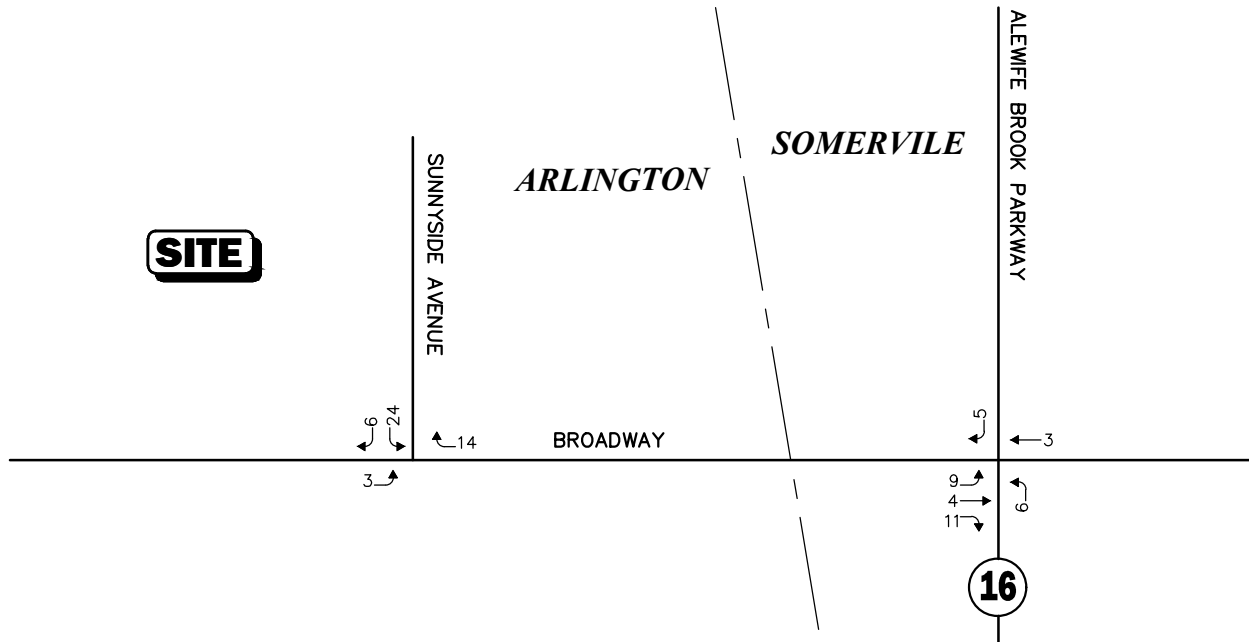 ALEWIFE BROOK PARKWAY
SOMERVILE
ARLINGTON
SUNNYSIDE AVENUE
SITE
6
24
14
BROADWAY
5
3
3
9
4
11
6
16